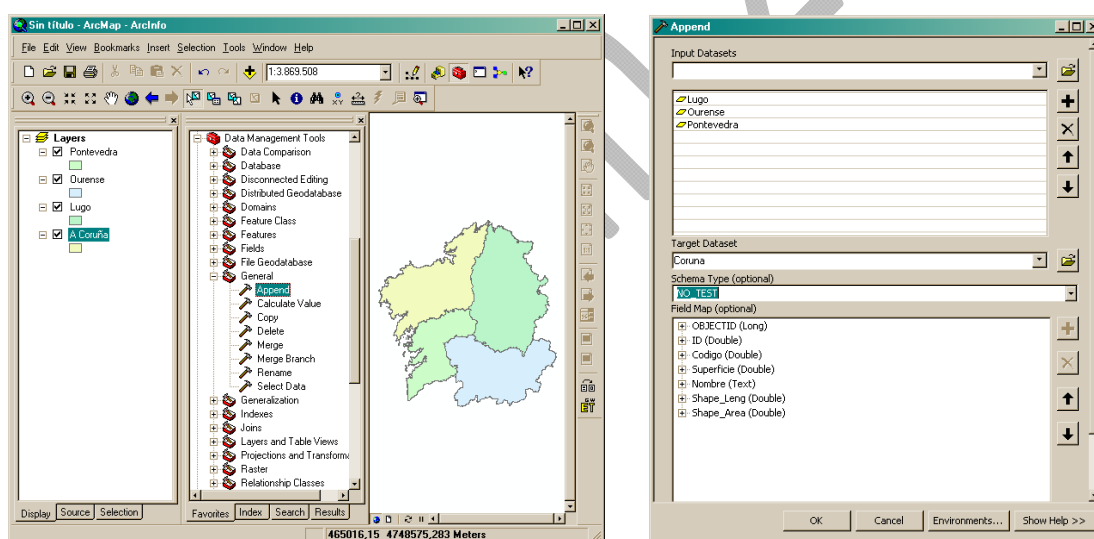 Sin título - ArcMap - ArcInfo
File Edit View Bookmarks Insert Selection Tools Window Help
1:3.869.508
Layers
Pontevedra
Ourense
Lugo
A Coruña
Display Source Selection
Data Management Tools
Data Comparison
Database
Disconnected Editing
Distributed Geodatabase
Domains
Feature Class
Features
Fields
File Geodatabase
General
Append
Calculate Value
Copy
Delete
Merge
Merge Branch
Rename
Select Data
Generalization
Indexes
Joins
Layers and Table Views
Projections and Transforma
Raster
Relationship Classes
Favorites Index Search Results
465016,15 4748575,283 Meters
Append
Input Datasets
Lugo
Ourense
Pontevedra
Target Dataset
Coruna
Schema Type (optional)
NO_TEST
Field Map (optional)
OBJECTID (Long)
ID (Double)
Codigo (Double)
Superficie (Double)
Nombre (Text)
Shape_Leng (Double)
Shape_Area (Double)
OK Cancel Environments... Show Help >>